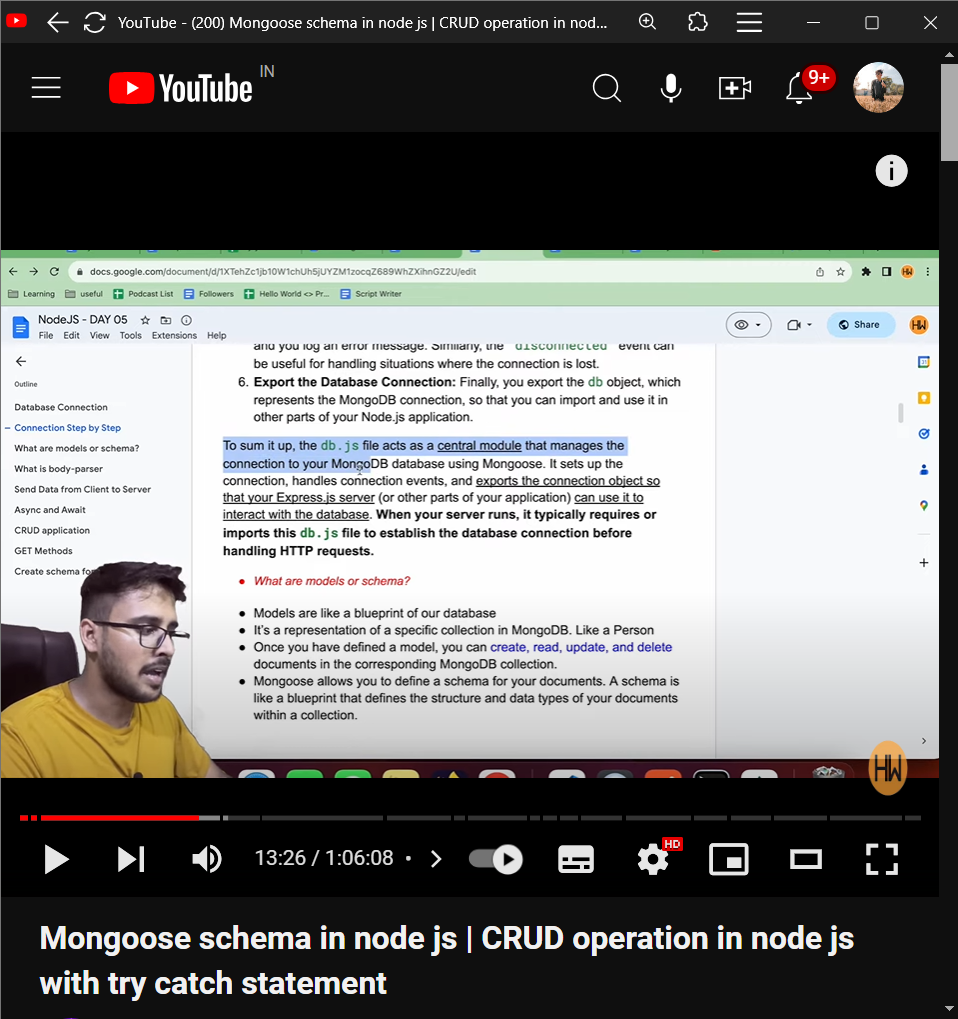 YouTube - (200) Mongoose schema in node js | CRUD operation in nod...
YouTube IN
9+
docs.google.com/document/d/1XTehZc1jb10W1chUh5jUYZM1zocqZ689WhZXihnGZ2U/edit
HW
Learning useful Podcast List Followers Hello World <> Pr... Script Writer
NodeJS - DAY 05
File Edit View Tools Extensions Help
Share
HW
Outline
Database Connection
Connection Step by Step
What are models or schema?
What is body-parser
Send Data from Client to Server
Async and Await
CRUD application
GET Methods
Create schema for
and you log an error message. Similarly, the "disconnected" event can
be useful for handling situations where the connection is lost.
6. Export the Database Connection: Finally, you export the db object, which
represents the MongoDB connection, so that you can import and use it in
other parts of your Node.js application.
To sum it up, the db.js file acts as a central module that manages the
connection to your MongoDB database using Mongoose. It sets up the
connection, handles connection events, and exports the connection object so
that your Express.js server (or other parts of your application) can use it to
interact with the database. When your server runs, it typically requires or
imports this db.js file to establish the database connection before
handling HTTP requests.
• What are models or schema?
• Models are like a blueprint of our database
• It's a representation of a specific collection in MongoDB. Like a Person
• Once you have defined a model, you can create, read, update, and delete
documents in the corresponding MongoDB collection.
• Mongoose allows you to define a schema for your documents. A schema is
like a blueprint that defines the structure and data types of your documents
within a collection.
HW
13:26 / 1:06:08 •
HD
Mongoose schema in node js | CRUD operation in node js
with try catch statement